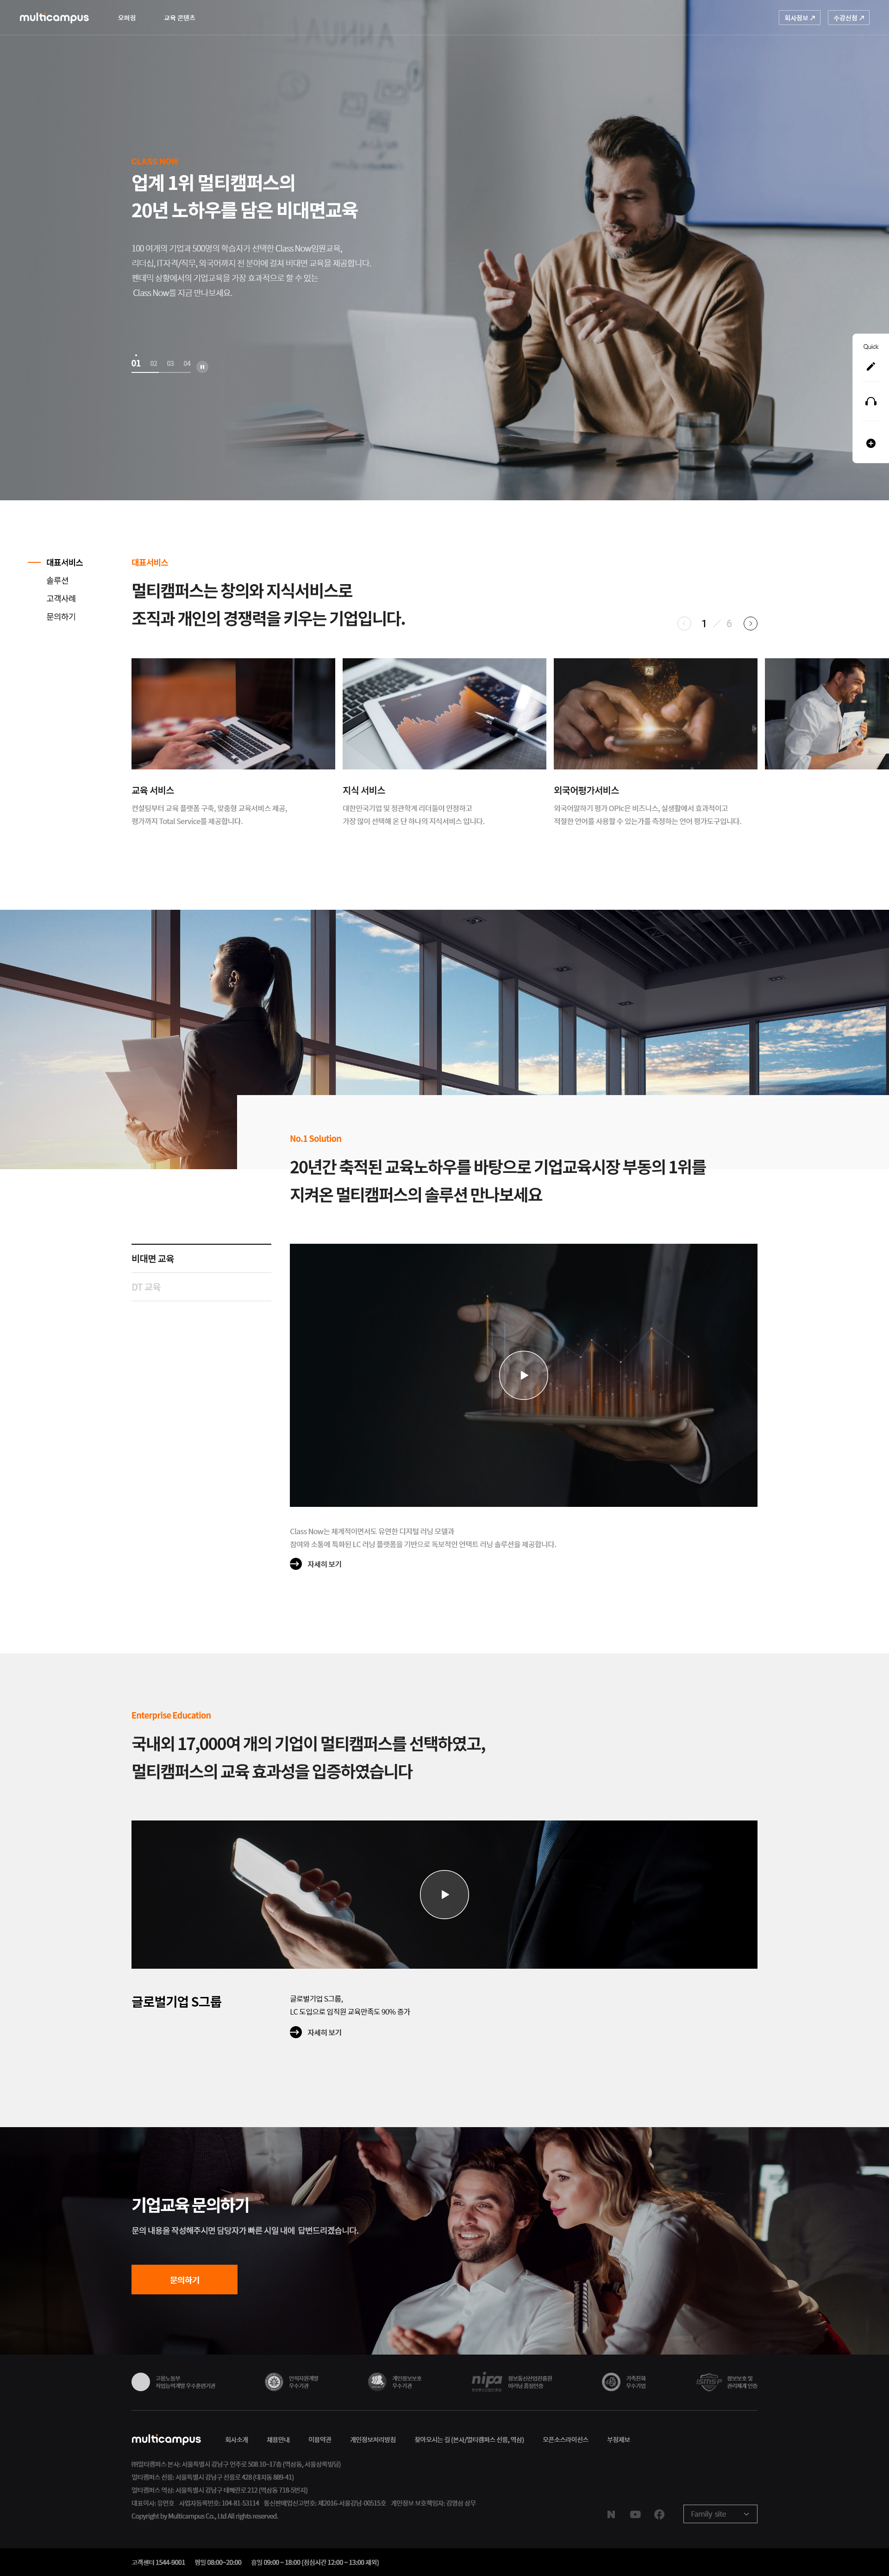 multicampus
오퍼링
교육 콘텐츠
회사정보
수강신청
CLASS NOW
업계 1위 멀티캠퍼스의
20년 노하우를 담은 비대면교육
100 여개의 기업과 500명의 학습자가 선택한 Class Now임원교육,
리더십, IT자격/직무, 외국어까지 전 분야에 걸쳐 비대면 교육을 제공합니다.
펜데믹 상황에서의 기업교육을 가장 효과적으로 할 수 있는
Class Now를 지금 만나보세요.
01 02 03 04
Quick
대표서비스
솔루션
고객사례
문의하기
대표서비스
멀티캠퍼스는 창의와 지식서비스로
조직과 개인의 경쟁력을 키우는 기업입니다.
1 / 6
교육 서비스
컨설팅부터 교육 플랫폼 구축, 맞춤형 교육서비스 제공,
평가까지 Total Service를 제공합니다.
지식 서비스
대한민국기업 및 정관학계 리더들이 인정하고
가장 많이 선택해 온 단 하나의 지식서비스 입니다.
외국어평가서비스
외국어말하기 평가 OPIc은 비즈니스, 실생활에서 효과적이고
적절한 언어를 사용할 수 있는가를 측정하는 언어 평가도구입니다.
No.1 Solution
20년간 축적된 교육노하우를 바탕으로 기업교육시장 부동의 1위를
지켜온 멀티캠퍼스의 솔루션 만나보세요
비대면 교육
DT 교육
Class Now는 체계적이면서도 유연한 디지털 러닝 모델과
참여와 소통에 특화된 LC 러닝 플랫폼을 기반으로 독보적인 언택트 러닝 솔루션을 제공합니다.
자세히 보기
Enterprise Education
국내외 17,000여 개의 기업이 멀티캠퍼스를 선택하였고,
멀티캠퍼스의 교육 효과성을 입증하였습니다
글로벌기업 S그룹
글로벌기업 S그룹,
LC 도입으로 임직원 교육만족도 90% 증가
자세히 보기
기업교육 문의하기
문의 내용을 작성해주시면 담당자가 빠른 시일 내에 답변드리겠습니다.
문의하기
고용노동부
직업능력개발 우수훈련기관
인적자원개발
우수기관
개인정보보호
우수기관
nipa
정보통신산업진흥원
이러닝 품질인증
가족친화
우수기업
ISMS-P
정보보호 및
관리체계 인증
multicampus
회사소개
채용안내
이용약관
개인정보처리방침
찾아오시는 길 (본사/멀티캠퍼스 선릉, 역삼)
오픈소스라이선스
부정제보
㈜멀티캠퍼스 본사: 서울특별시 강남구 언주로 508 10~17층 (역삼동, 서울상록빌딩)
멀티캠퍼스 선릉: 서울특별시 강남구 선릉로 428 (대치동 889-41)
멀티캠퍼스 역삼: 서울특별시 강남구 테헤란로 212 (역삼동 718-5번지)
대표이사: 유연호 사업자등록번호: 104-81-53114 통신판매업신고번호: 제2016-서울강남-00515호 개인정보 보호책임자: 김영삼 상무
Copyright by Multicampus Co., Ltd All rights reserved.
Family site
고객센터 1544-9001 평일 08:00~20:00 휴일 09:00 ~ 18:00 (점심시간 12:00 ~ 13:00 제외)